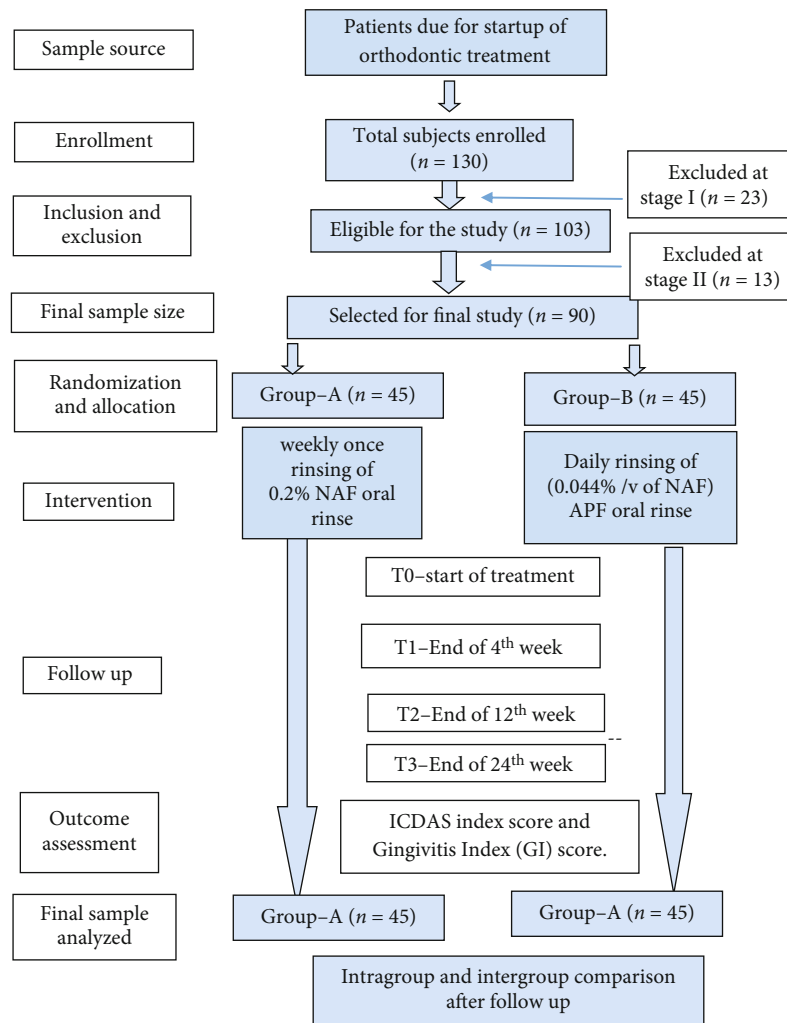 Sample source
Patients due for startup of
orthodontic treatment
Enrollment
Total subjects enrolled
(n = 130)
Excluded at
stage I (n = 23)
Inclusion and
exclusion
Eligible for the study (n = 103)
Excluded at
stage II (n = 13)
Final sample size
Selected for final study (n = 90)
Randomization
and allocation
Group–A (n = 45)
Group–B (n = 45)
Intervention
weekly once
rinsing of
0.2% NAF oral
rinse
Daily rinsing of
(0.044% /v of NAF)
APF oral rinse
Follow up
T0–start of treatment
T1–End of 4th week
T2–End of 12th week
--
T3–End of 24th week
Outcome
assessment
ICDAS index score and
Gingivitis Index (GI) score.
Final sample
analyzed
Group–A (n = 45)
Group–A (n = 45)
Intragroup and intergroup comparison
after follow up